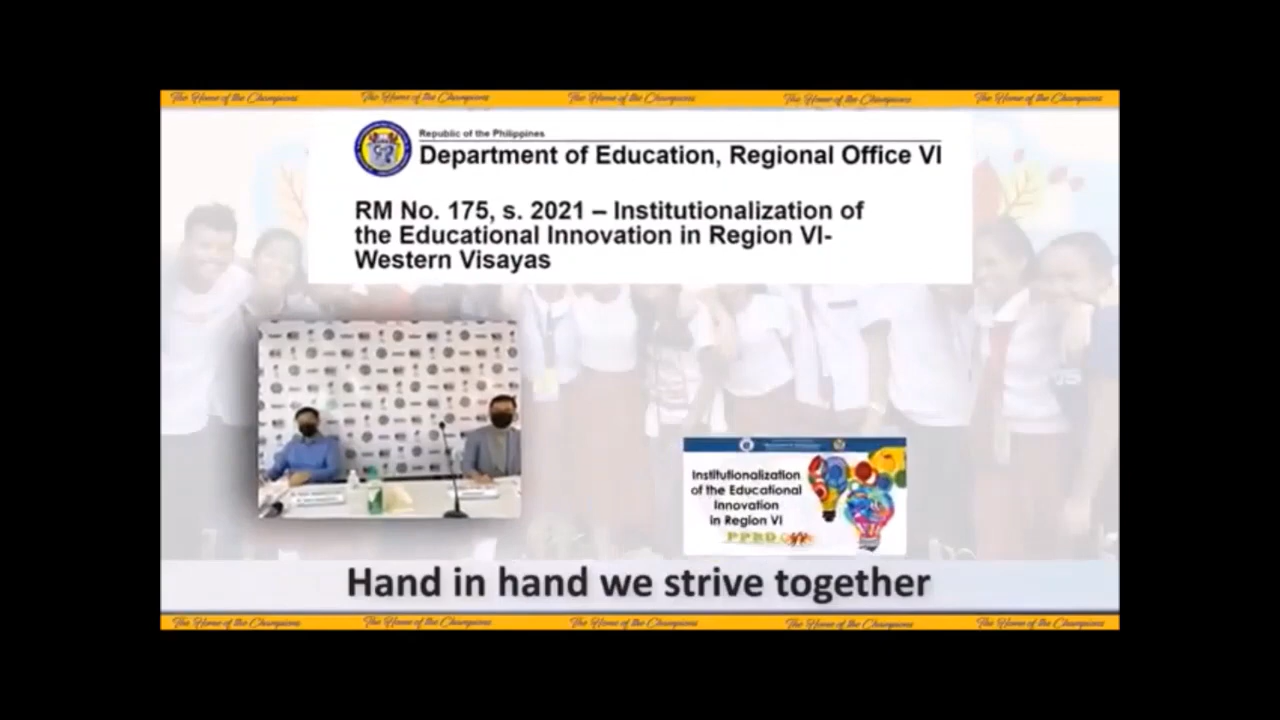 The Home of the Champions The Home of the Champions The Home of the Champions The Home of the Champions The Home of the Champions
Republic of the Philippines
Department of Education, Regional Office VI
RM No. 175, s. 2021 – Institutionalization of
the Educational Innovation in Region VI-
Western Visayas
Institutionalization
of the Educational
Innovation
in Region VI
PPRD
Hand in hand we strive together
The Home of the Champions The Home of the Champions The Home of the Champions The Home of the Champions The Home of the Champions